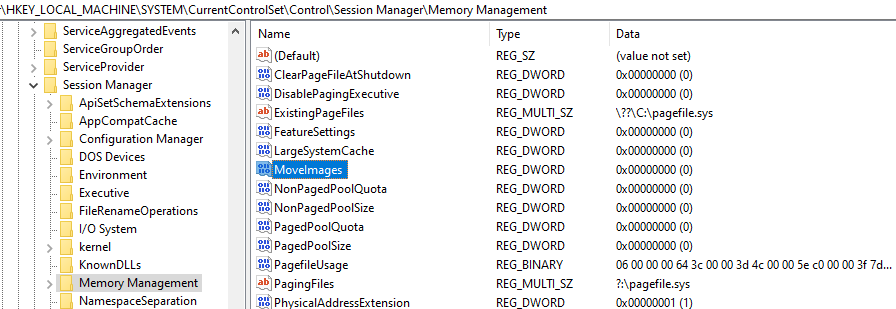 \HKEY_LOCAL_MACHINE\SYSTEM\CurrentControlSet\Control\Session Manager\Memory Management
ServiceAggregatedEvents
ServiceGroupOrder
ServiceProvider
Session Manager
ApiSetSchemaExtensions
AppCompatCache
Configuration Manager
DOS Devices
Environment
Executive
FileRenameOperations
I/O System
kernel
KnownDLLs
Memory Management
NamespaceSeparation
Name Type Data
(Default) REG_SZ (value not set)
ClearPageFileAtShutdown REG_DWORD 0x00000000 (0)
DisablePagingExecutive REG_DWORD 0x00000000 (0)
ExistingPageFiles REG_MULTI_SZ \??\C:\pagefile.sys
FeatureSettings REG_DWORD 0x00000000 (0)
LargeSystemCache REG_DWORD 0x00000000 (0)
MoveImages REG_DWORD 0x00000000 (0)
NonPagedPoolQuota REG_DWORD 0x00000000 (0)
NonPagedPoolSize REG_DWORD 0x00000000 (0)
PagedPoolQuota REG_DWORD 0x00000000 (0)
PagedPoolSize REG_DWORD 0x00000000 (0)
PagefileUsage REG_BINARY 06 00 00 00 64 3c 00 00 3d 4c 00 00 5e c0 00 00 3f 7d...
PagingFiles REG_MULTI_SZ ?:\pagefile.sys
PhysicalAddressExtension REG_DWORD 0x00000001 (1)